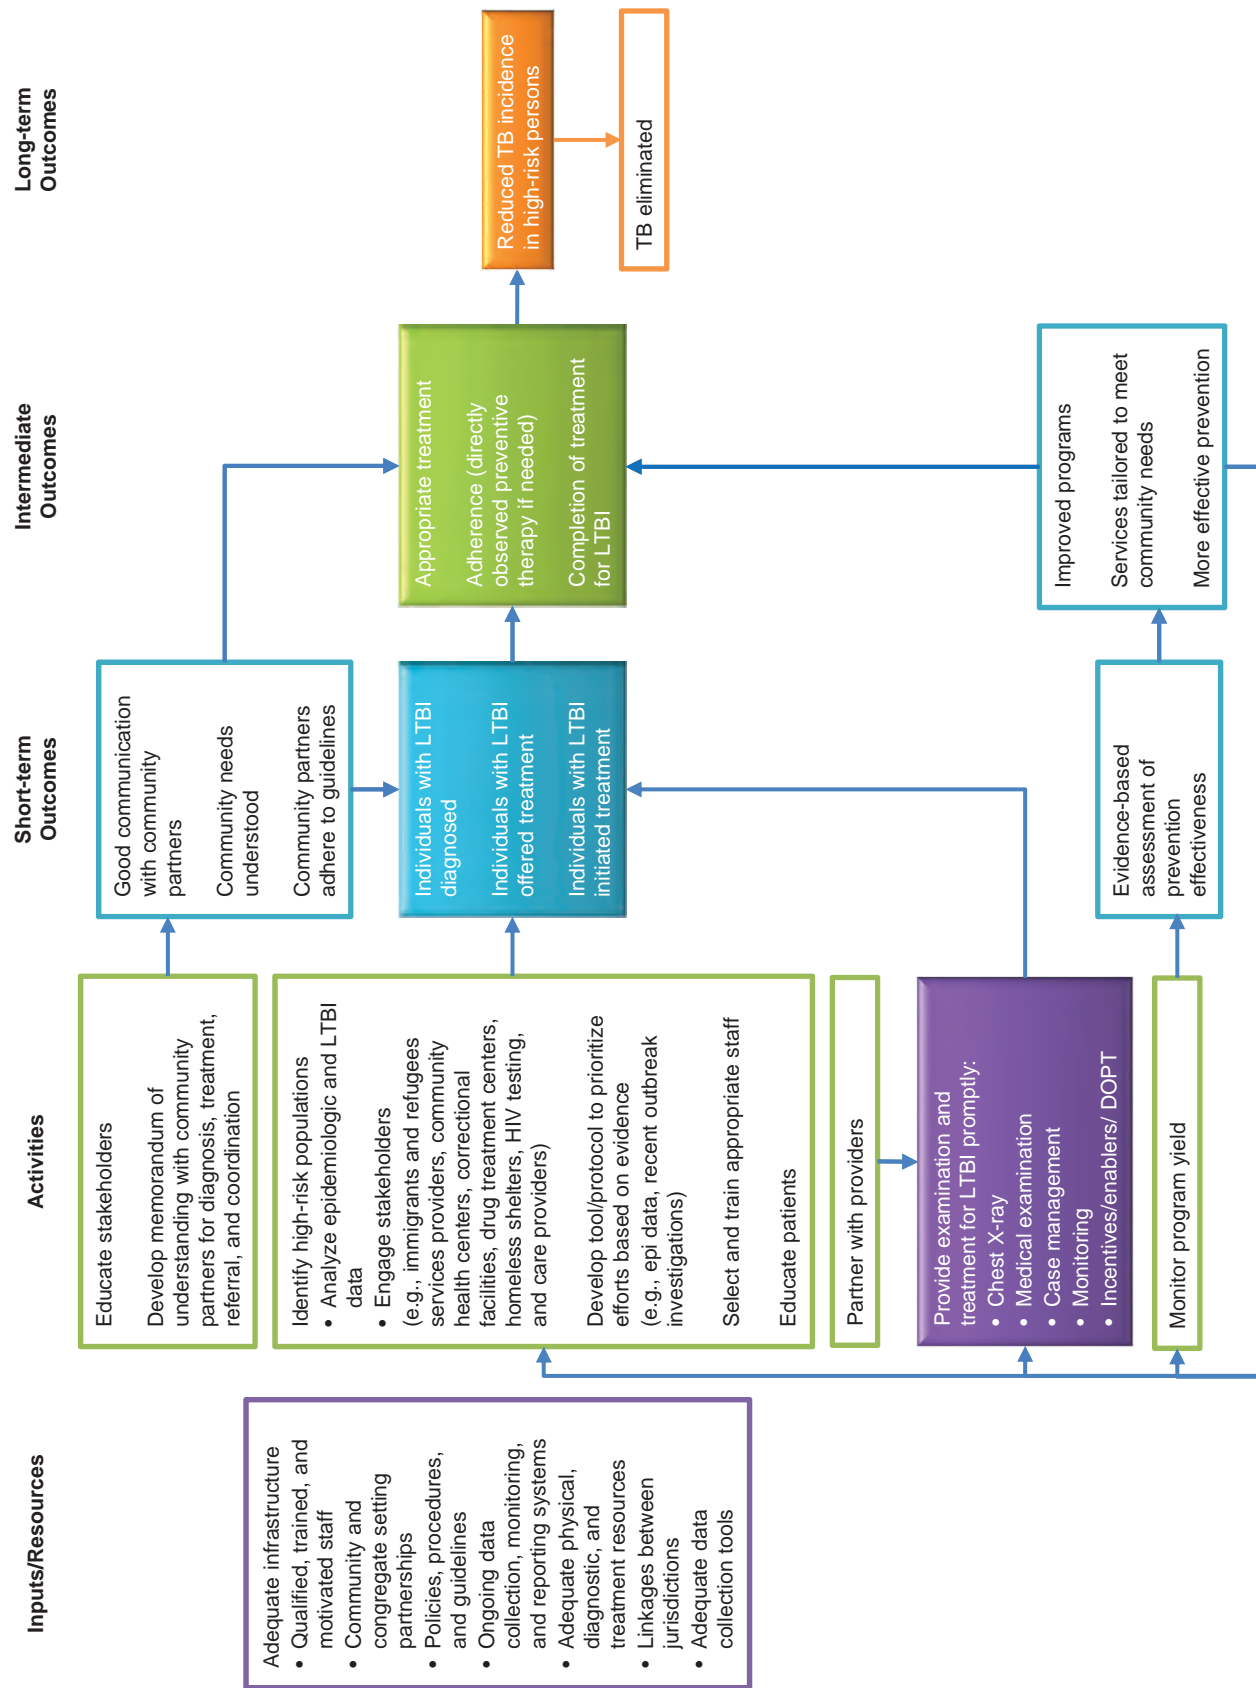 Inputs/Resources
Activities
Short-term
Outcomes
Intermediate
Outcomes
Long-term
Outcomes
Adequate infrastructure
• Qualified, trained, and
motivated staff
• Community and
congregate setting
partnerships
• Policies, procedures,
and guidelines
• Ongoing data
collection, monitoring,
and reporting systems
• Adequate physical,
diagnostic, and
treatment resources
• Linkages between
jurisdictions
• Adequate data
collection tools
Educate stakeholders
Develop memorandum of
understanding with community
partners for diagnosis, treatment,
referral, and coordination
Identify high-risk populations
• Analyze epidemiologic and LTBI
data
• Engage stakeholders
(e.g., immigrants and refugees
services providers, community
health centers, correctional
facilities, drug treatment centers,
homeless shelters, HIV testing,
and care providers)
Develop tool/protocol to prioritize
efforts based on evidence
(e.g., epi data, recent outbreak
investigations)
Select and train appropriate staff
Educate patients
Partner with providers
Provide examination and
treatment for LTBI promptly:
• Chest X-ray
• Medical examination
• Case management
• Monitoring
• Incentives/enablers/ DOPT
Monitor program yield
Good communication
with community
partners
Community needs
understood
Community partners
adhere to guidelines
Individuals with LTBI
diagnosed
Individuals with LTBI
offered treatment
Individuals with LTBI
initiated treatment
Evidence-based
assessment of
prevention
effectiveness
Appropriate treatment
Adherence (directly
observed preventive
therapy if needed)
Completion of treatment
for LTBI
Improved programs
Services tailored to meet
community needs
More effective prevention
Reduced TB incidence
in high-risk persons
TB eliminated